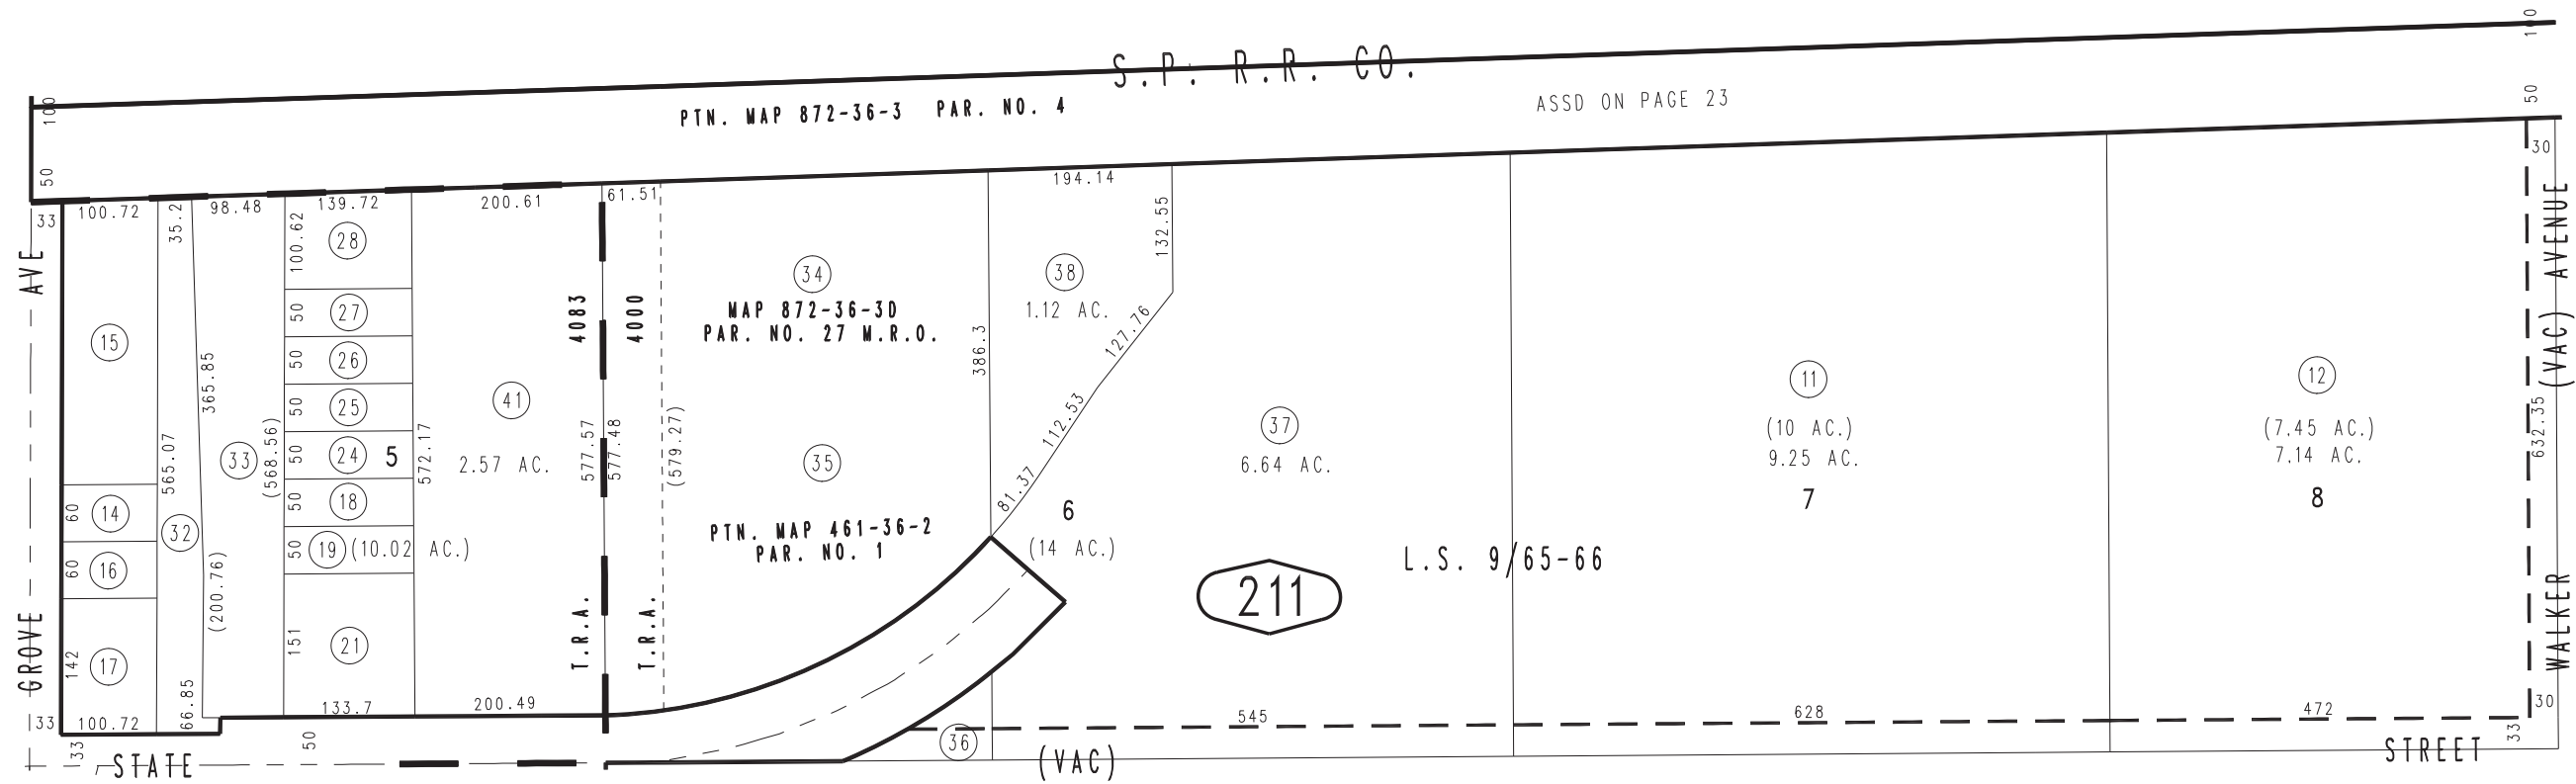 S.P. R.R. CO.
100
100
PTN. MAP 872-36-3 PAR. NO. 4
ASSD ON PAGE 23
50
50
33
100.72
35.2
98.48
139.72
200.61
61.51
194.14
30
100.62
28
132.55
AVE
AVENUE
34
38
MAP 872-36-3D
PAR. NO. 27 M.R.O.
1.12 AC.
4083
4000
50
27
15
127.76
386.3
(VAC)
50
26
365.85
11
12
50
25
41
112.53
37
(10 AC.)
(7.45 AC.)
632.35
565.07
33
(568.56)
50
24
5
572.17
2.57 AC.
577.57
577.48
(579.27)
35
6.64 AC.
9.25 AC.
7.14 AC.
81.37
50
18
7
8
60
14
6
32
PTN. MAP 461-36-2
PAR. NO. 1
50
19
(10.02 AC.)
(14 AC.)
L.S. 9/65-66
60
16
(200.76)
211
T.R.A.
T.R.A.
GROVE
WALKER
142
17
151
21
66.85
33
100.72
133.7
200.49
545
628
472
30
33
50
36
33
STATE
(VAC)
STREET